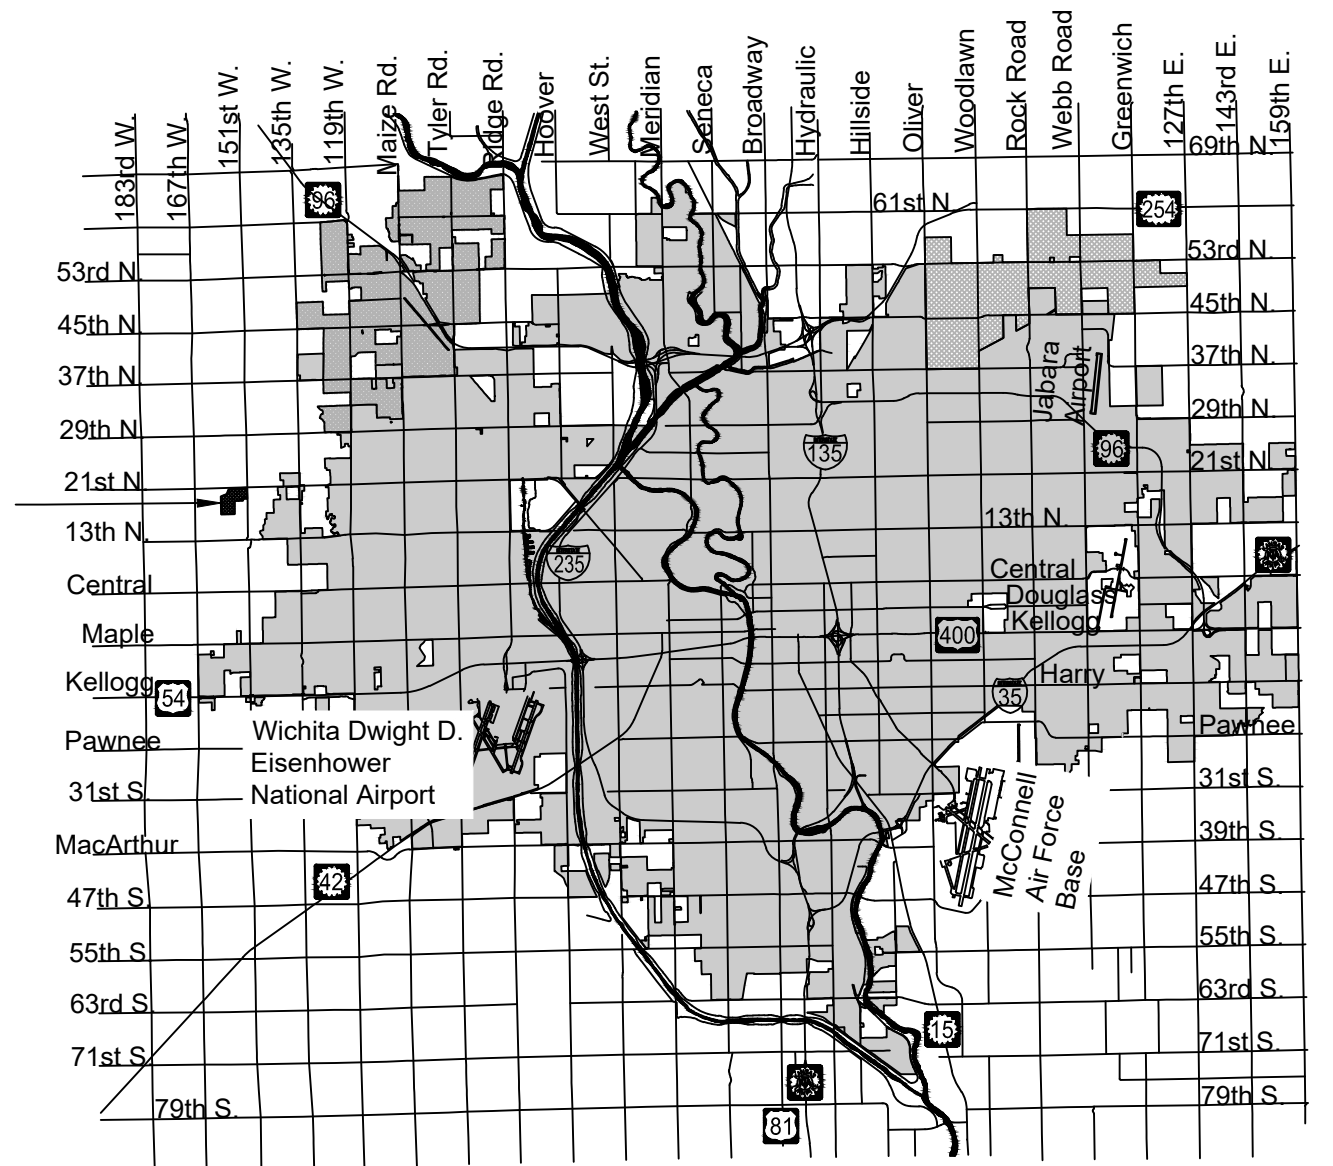 183rd W.
167th W.
151st W.
135th W.
119th W.
Maize Rd.
Tyler Rd.
Ridge Rd.
Hoover
West St.
Meridian
Seneca
Broadway
Hydraulic
Hillside
Oliver
Woodlawn
Rock Road
Webb Road
Greenwich
127th E.
143rd E.
159th E.
69th N.
96
61st N.
254
53rd N.
53rd N.
45th N.
45th N.
37th N.
37th N.
Jabara
Airport
29th N.
29th N.
135
96
21st N.
21st N.
13th N.
13th N.
235
Central
Central
Douglass
Kellogg
Maple
400
Kellogg
54
Harry
35
Pawnee
Pawnee
Wichita Dwight D.
Eisenhower
National Airport
31st S.
31st S.
MacArthur
39th S.
McConnell
Air Force
Base
42
47th S.
47th S.
55th S.
55th S.
63rd S.
63rd S.
15
71st S.
71st S.
79th S.
79th S.
81